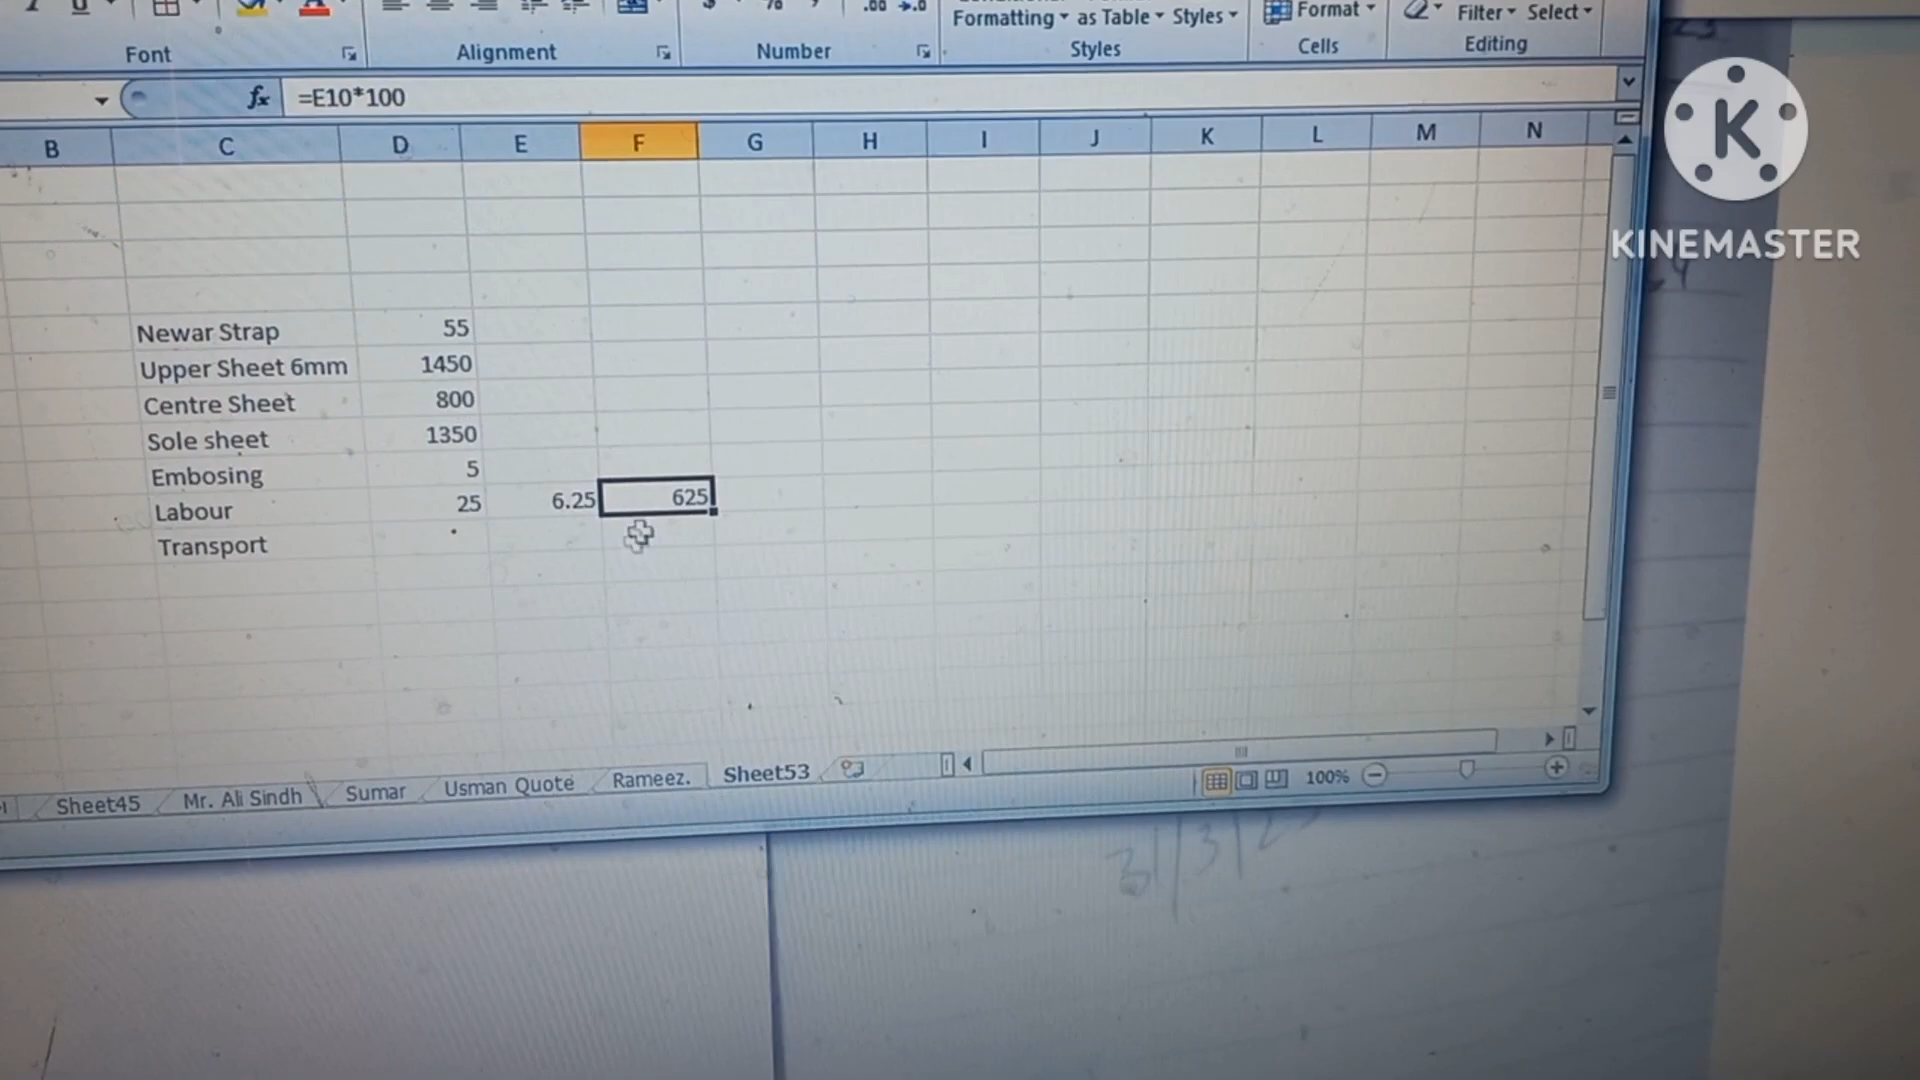 Formatting as Table Styles Format Filter Select
Font Alignment Number Styles Cells Editing
fx =E10*100
B C D E F G H I J K L M N
K
KINEMASTER
Newar Strap 55
Upper Sheet 6mm 1450
Centre Sheet 800
Sole sheet 1350
Embosing 5
Labour 25 6.25 625
Transport
Sheet45 Mr. Ali Sindh Sumar Usman Quote Rameez. Sheet53
100%